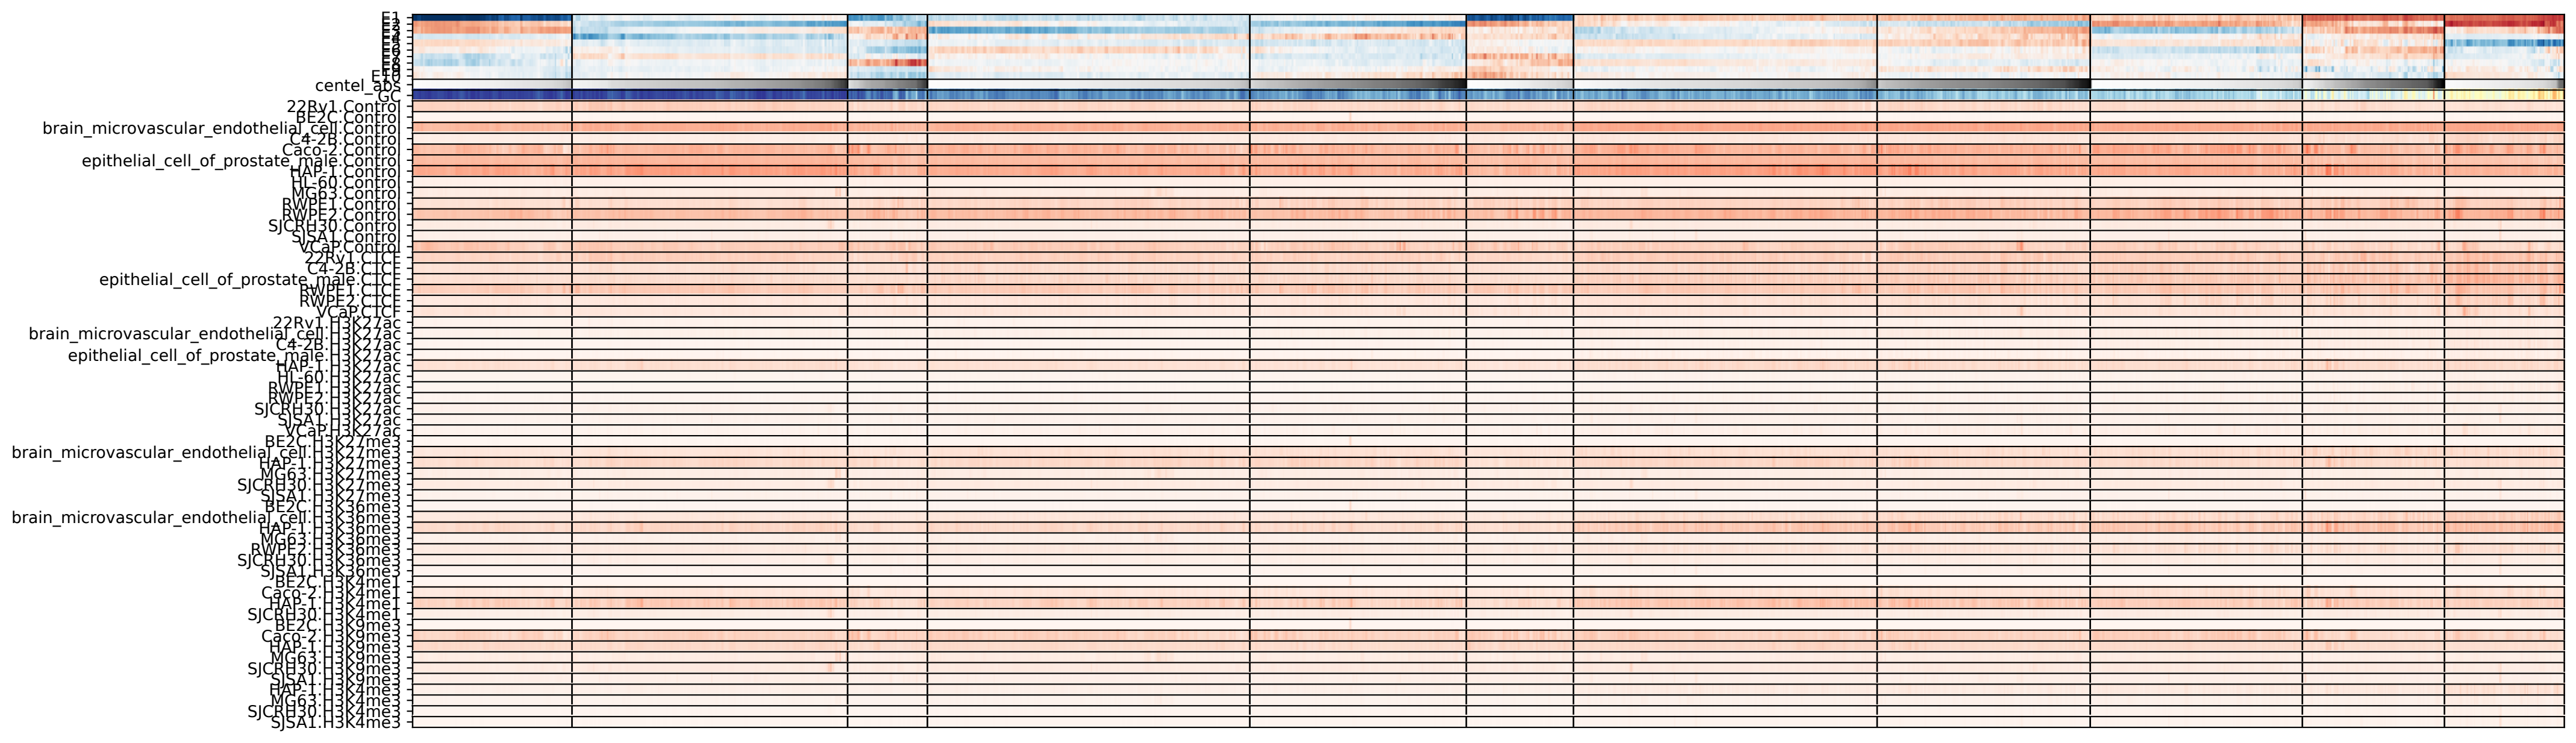 E1
E2
E10
centel_abs
GC
22Rv1.Control
BE2C.Control
brain_microvascular_endothelial_cell.Control
C4-2B.Control
Caco-2.Control
epithelial_cell_of_prostate_male.Control
HAP-1.Control
HL-60.Control
MG63.Control
RWPE1.Control
RWPE2.Control
SJCRH30.Control
SJSA1.Control
VCaP.Control
22Rv1.CTCF
C4-2B.CTCF
epithelial_cell_of_prostate_male.CTCF
RWPE1.CTCF
RWPE2.CTCF
VCaP.CTCF
22Rv1.H3K27ac
brain_microvascular_endothelial_cell.H3K27ac
C4-2B.H3K27ac
epithelial_cell_of_prostate_male.H3K27ac
HAP-1.H3K27ac
HL-60.H3K27ac
RWPE1.H3K27ac
RWPE2.H3K27ac
SJCRH30.H3K27ac
SJSA1.H3K27ac
VCaP.H3K27ac
BE2C.H3K27me3
brain_microvascular_endothelial_cell.H3K27me3
HAP-1.H3K27me3
MG63.H3K27me3
SJCRH30.H3K27me3
SJSA1.H3K27me3
BE2C.H3K36me3
brain_microvascular_endothelial_cell.H3K36me3
HAP-1.H3K36me3
MG63.H3K36me3
RWPE2.H3K36me3
SJCRH30.H3K36me3
SJSA1.H3K36me3
BE2C.H3K4me1
Caco-2.H3K4me1
HAP-1.H3K4me1
SJCRH30.H3K4me1
BE2C.H3K9me3
Caco-2.H3K9me3
HAP-1.H3K9me3
MG63.H3K9me3
SJCRH30.H3K9me3
SJSA1.H3K9me3
HAP-1.H3K4me3
MG63.H3K4me3
SJCRH30.H3K4me3
SJSA1.H3K4me3